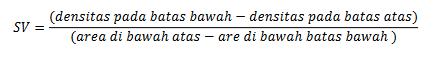 SV = (densitas pada batas bawah − densitas pada batas atas)
(area di bawah atas − are di bawah batas bawah )